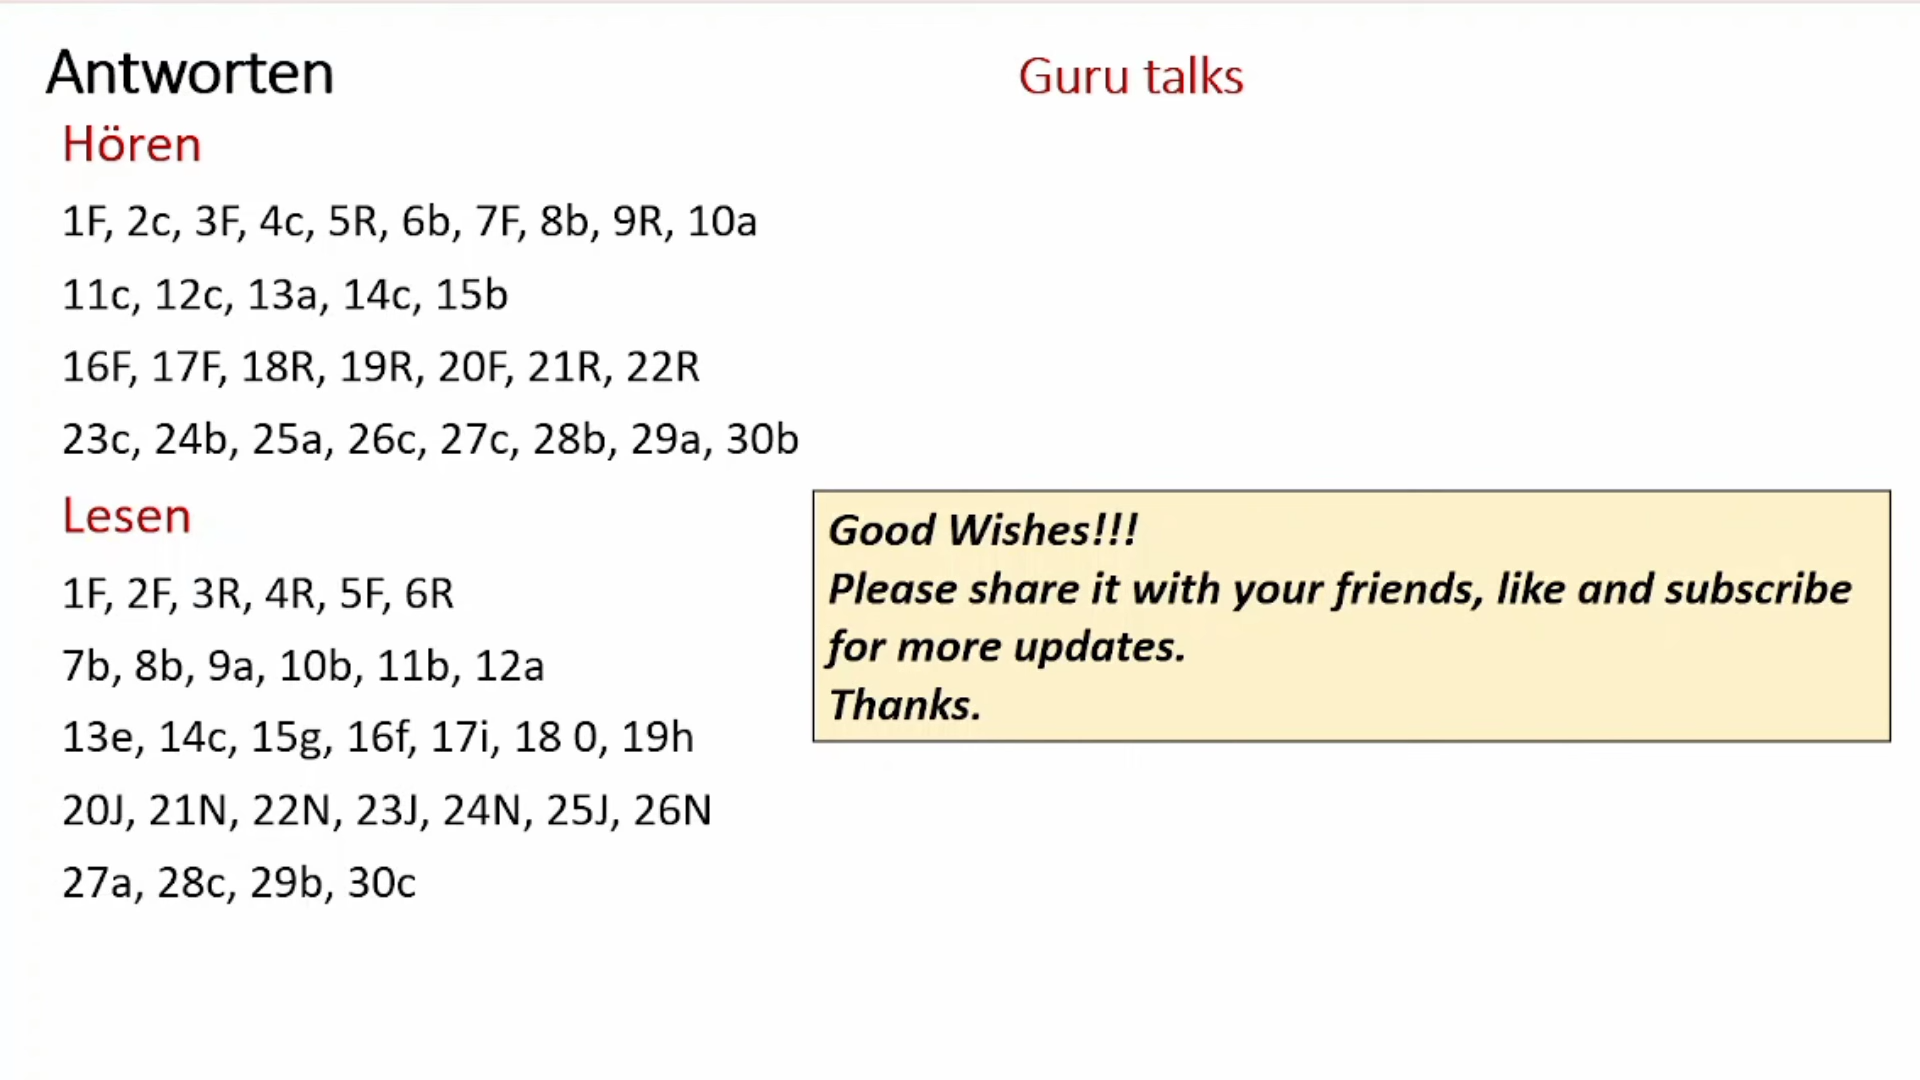 Antworten
Guru talks
Hören
1F, 2c, 3F, 4c, 5R, 6b, 7F, 8b, 9R, 10a
11c, 12c, 13a, 14c, 15b
16F, 17F, 18R, 19R, 20F, 21R, 22R
23c, 24b, 25a, 26c, 27c, 28b, 29a, 30b
Lesen
1F, 2F, 3R, 4R, 5F, 6R
7b, 8b, 9a, 10b, 11b, 12a
13e, 14c, 15g, 16f, 17i, 18 0, 19h
20J, 21N, 22N, 23J, 24N, 25J, 26N
27a, 28c, 29b, 30c
Good Wishes!!!
Please share it with your friends, like and subscribe
for more updates.
Thanks.